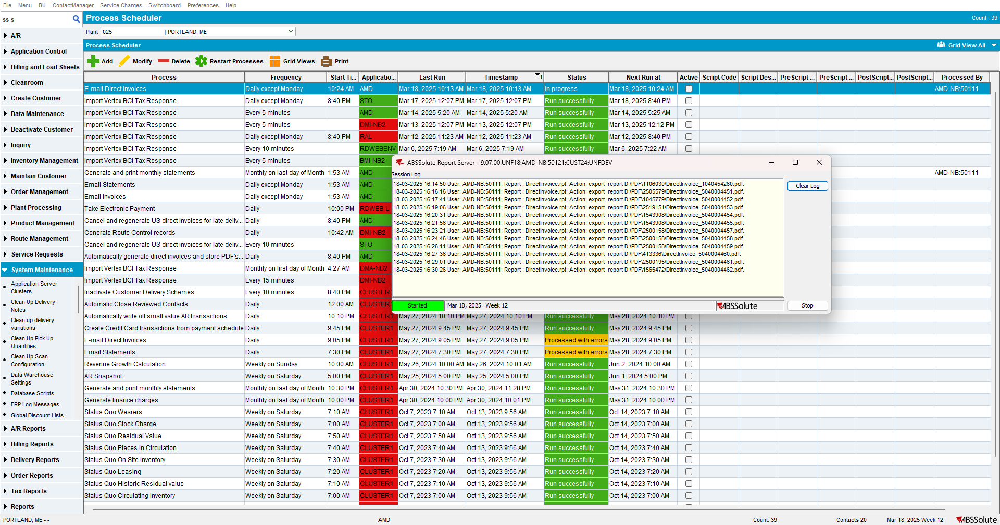 File Menu BU ContactManager Service Charges Switchboard Preferences Help
ss s
Process Scheduler Count : 39
Plant 025 | PORTLAND, ME
Process Scheduler Grid View All
Add Modify Delete Restart Processes Grid Views Print
A/R
Application Control
Billing and Load Sheets
Cleanroom
Create Customer
Data Maintenance
Deactivate Customer
Inquiry
Inventory Management
Maintain Customer
Order Management
Plant Processing
Product Management
Route Management
Service Requests
System Maintenance
Application Server
Clusters
Clean Up Delivery
Notes
Clean up delivery
variations
Clean Up Pick Up
Quantities
Clean Up Scan
Configuration
Data Warehouse
Settings
Database Scripts
ERP Log Messages
Global Discount Lists
A/R Reports
Billing Reports
Delivery Reports
Order Reports
Tax Reports
Reports
Process Frequency Start Ti... Applicatio... Last Run Timestamp 1 Status Next Run at Active Script Code Script Des... PreScript ... PreScript ... PostScript... PostScript... Processed By
E-mail Direct Invoices Daily except Monday 10:24 AM AMD Mar 18, 2025 10:13 AM Mar 18, 2025 10:13 AM In progress Mar 18, 2025 10:24 AM AMD-NB:50111
Import Vertex BCI Tax Response Daily except Monday 8:40 PM STO Mar 17, 2025 12:07 PM Mar 17, 2025 12:07 PM Run successfully Mar 18, 2025 8:40 PM
Import Vertex BCI Tax Response Every 5 minutes AMD Mar 14, 2025 5:20 AM Mar 14, 2025 5:20 AM Run successfully Mar 14, 2025 5:25 AM
Import Vertex BCI Tax Response Every 5 minutes DMI-NB2 Mar 13, 2025 12:07 PM Mar 13, 2025 12:07 PM Run successfully Mar 13, 2025 12:12 PM
Import Vertex BCI Tax Response Daily except Monday 8:40 PM RAL Mar 12, 2025 11:23 AM Mar 12, 2025 11:23 AM Run successfully Mar 12, 2025 8:40 PM
Import Vertex BCI Tax Response Every 10 minutes RDWEBENV Mar 6, 2025 7:19 AM Mar 6, 2025 7:19 AM Run successfully Mar 6, 2025 7:22 AM
Import Vertex BCI Tax Response Every 5 minutes BMI-NB2
Generate and print monthly statements Monthly on last day of Month 1:53 AM AMD AMD-NB:50111
Email Statements Daily except Monday 1:53 AM AMD
Email Invoices Daily except Monday 1:53 AM AMD
Take Electronic Payment Daily 10:00 PM RDWEB-L-
Cancel and regenerate US direct invoices for late deliv... Daily 8:40 PM AMD
Generate Route Control records Daily 10:42 AM DMI-NB2
Cancel and regenerate US direct invoices for late deliv... Every 10 minutes STO
Automatically generate direct invoices and store PDF's... Daily 8:40 PM AMD
Import Vertex BCI Tax Response Monthly on first day of Month 4:27 AM DMA-NB2
Import Vertex BCI Tax Response Every 15 minutes DMI-NB2
Inactivate Customer Delivery Schemes Every 10 minutes 8:40 PM CLUSTER1
Automatic Close Reviewed Contacts Daily 12:00 AM CLUSTER1
Automatically write off small value ARTransactions Daily 10:10 PM CLUSTER1 May 27, 2024 10:10 PM May 27, 2024 10:10 PM Run successfully May 28, 2024 10:10 PM
Create Credit Card transactions from payment schedule Daily 9:45 PM CLUSTER1 May 27, 2024 9:45 PM May 27, 2024 9:45 PM Run successfully May 28, 2024 9:45 PM
E-mail Direct Invoices Daily 9:05 PM CLUSTER1 May 27, 2024 9:05 PM May 27, 2024 9:05 PM Processed with errors May 28, 2024 9:05 PM
Email Statements Daily 7:30 PM CLUSTER1 May 27, 2024 7:30 PM May 27, 2024 7:30 PM Processed with errors May 28, 2024 7:30 PM
Revenue Growth Calculation Weekly on Sunday 10:00 AM CLUSTER1 May 26, 2024 10:00 AM May 26, 2024 10:01 AM Run successfully Jun 2, 2024 10:00 AM
AR Snapshot Weekly on Saturday 5:00 PM CLUSTER1 May 25, 2024 5:00 PM May 25, 2024 5:00 PM Run successfully Jun 1, 2024 5:00 PM
Generate and print monthly statements Monthly on last day of Month 10:30 PM CLUSTER1 Apr 30, 2024 10:30 PM Apr 30, 2024 11:28 PM Run successfully May 31, 2024 10:30 PM
Generate finance charges Monthly on last day of Month 10:00 PM CLUSTER1 Apr 30, 2024 10:00 PM Apr 30, 2024 10:01 PM Run successfully May 31, 2024 10:00 PM
Status Quo Wearers Weekly on Saturday 7:10 AM CLUSTER1 Oct 7, 2023 7:10 AM Oct 13, 2023 9:56 AM Run successfully Oct 14, 2023 7:10 AM
Status Quo Stock Charge Weekly on Saturday 7:00 AM CLUSTER1 Oct 7, 2023 7:00 AM Oct 13, 2023 9:56 AM Run successfully Oct 14, 2023 7:00 AM
Status Quo Residual Value Weekly on Saturday 7:50 AM CLUSTER1 Oct 7, 2023 7:50 AM Oct 13, 2023 9:56 AM Run successfully Oct 14, 2023 7:50 AM
Status Quo Pieces in Circulation Weekly on Saturday 7:40 AM CLUSTER1 Oct 7, 2023 7:40 AM Oct 13, 2023 9:56 AM Run successfully Oct 14, 2023 7:40 AM
Status Quo On Site Inventory Weekly on Saturday 7:30 AM CLUSTER1 Oct 7, 2023 7:30 AM Oct 13, 2023 9:56 AM Run successfully Oct 14, 2023 7:30 AM
Status Quo Leasing Weekly on Saturday 7:20 AM CLUSTER1 Oct 7, 2023 7:20 AM Oct 13, 2023 9:56 AM Run successfully Oct 14, 2023 7:20 AM
Status Quo Historic Residual value Weekly on Saturday 7:10 AM CLUSTER1 Oct 7, 2023 7:10 AM Oct 13, 2023 9:56 AM Run successfully Oct 14, 2023 7:10 AM
Status Quo Circulating Inventory Weekly on Saturday 7:00 AM CLUSTER1 Oct 7, 2023 7:00 AM Oct 13, 2023 9:56 AM Run successfully Oct 14, 2023 7:00 AM
ABSSolute Report Server - 9.07.00.UNF18:AMD-NB:50121:CUST24:UNFDEV
Session Log
18-03-2025 16:14:50 User: AMD-NB:50111; Report : DirectInvoice.rpt; Action: export report D:\PDF\1106030\DirectInvoice_1040454260.pdf.
18-03-2025 16:16:16 User: AMD-NB:50111; Report : DirectInvoice.rpt; Action: export report D:\PDF\2505579\DirectInvoice_5040004451.pdf.
18-03-2025 16:17:41 User: AMD-NB:50111; Report : DirectInvoice.rpt; Action: export report D:\PDF\1045779\DirectInvoice_5040004452.pdf.
18-03-2025 16:19:06 User: AMD-NB:50111; Report : DirectInvoice.rpt; Action: export report D:\PDF\2519151\DirectInvoice_5040004453.pdf.
18-03-2025 16:20:31 User: AMD-NB:50111; Report : DirectInvoice.rpt; Action: export report D:\PDF\1543908\DirectInvoice_5040004454.pdf.
18-03-2025 16:21:56 User: AMD-NB:50111; Report : DirectInvoice.rpt; Action: export report D:\PDF\1543908\DirectInvoice_5040004455.pdf.
18-03-2025 16:23:21 User: AMD-NB:50111; Report : DirectInvoice.rpt; Action: export report D:\PDF\2500158\DirectInvoice_5040004457.pdf.
18-03-2025 16:24:46 User: AMD-NB:50111; Report : DirectInvoice.rpt; Action: export report D:\PDF\2500158\DirectInvoice_5040004458.pdf.
18-03-2025 16:26:11 User: AMD-NB:50111; Report : DirectInvoice.rpt; Action: export report D:\PDF\2500158\DirectInvoice_5040004459.pdf.
18-03-2025 16:27:36 User: AMD-NB:50111; Report : DirectInvoice.rpt; Action: export report D:\PDF\413336\DirectInvoice_5040004460.pdf.
18-03-2025 16:29:01 User: AMD-NB:50111; Report : DirectInvoice.rpt; Action: export report D:\PDF\2500195\DirectInvoice_5040004461.pdf.
18-03-2025 16:30:26 User: AMD-NB:50111; Report : DirectInvoice.rpt; Action: export report D:\PDF\1565472\DirectInvoice_5040004462.pdf.
Clear Log
Started Mar 18, 2025 Week 12 ABSSolute Stop
PORTLAND, ME - - AMD Count: 39 Contacts 20 Mar 18, 2025 Week 12 ABSSolute